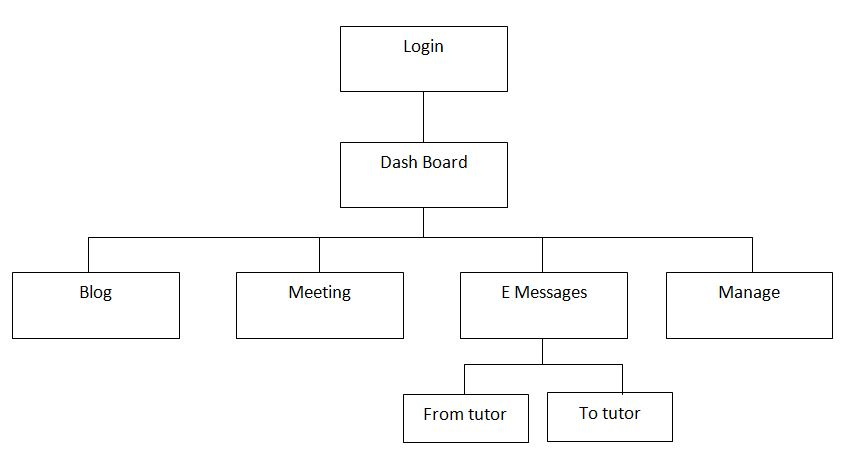 Login
Dash Board
Blog
Meeting
E Messages
Manage
From tutor
To tutor